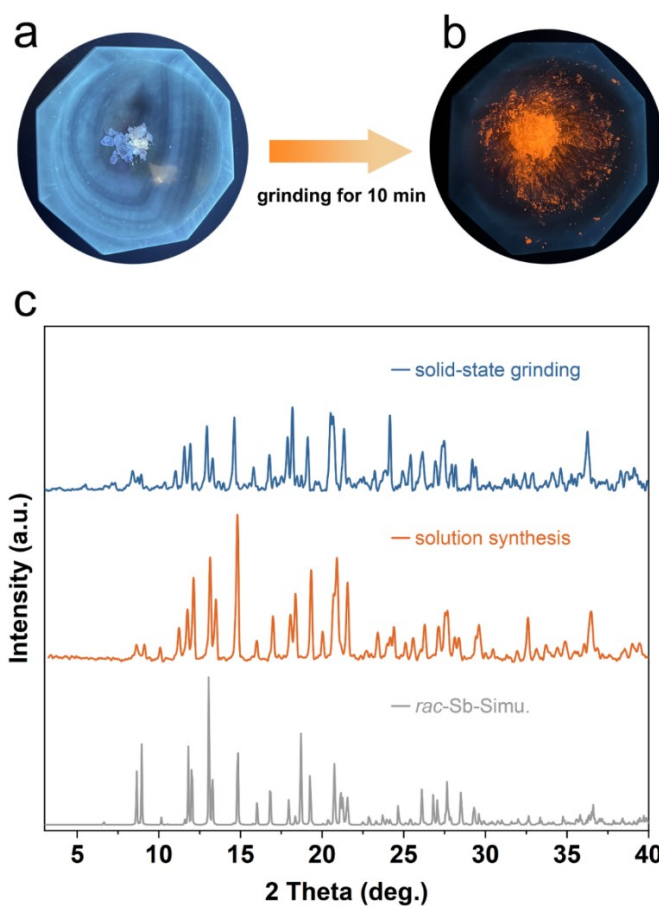 a
b
grinding for 10 min
c
solid-state grinding
solution synthesis
rac-Sb-Simu.
Intensity (a.u.)
5 10 15 20 25 30 35 40
2 Theta (deg.)